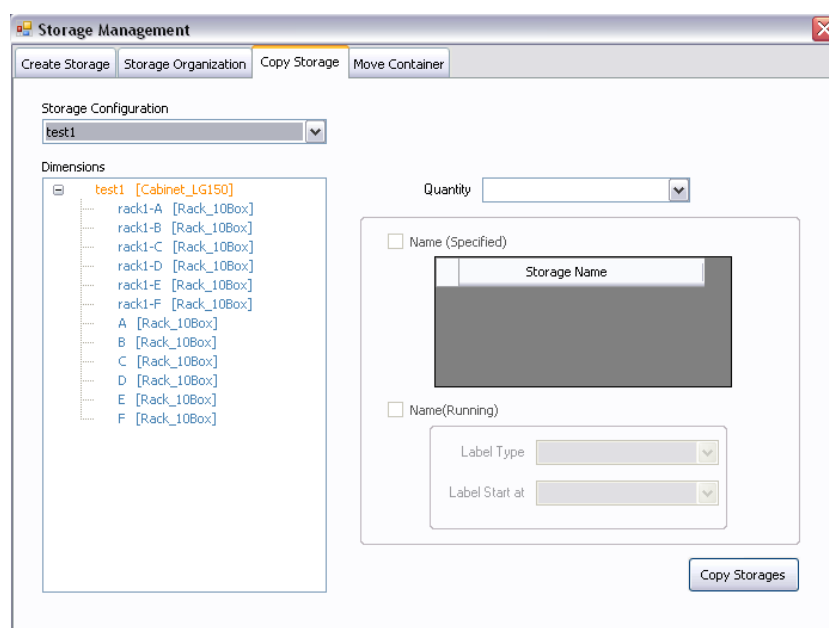 Storage Management
Create Storage Storage Organization Copy Storage Move Container
Storage Configuration
test1
Dimensions
test1 [Cabinet_LG150]
rack1-A [Rack_10Box]
rack1-B [Rack_10Box]
rack1-C [Rack_10Box]
rack1-D [Rack_10Box]
rack1-E [Rack_10Box]
rack1-F [Rack_10Box]
A [Rack_10Box]
B [Rack_10Box]
C [Rack_10Box]
D [Rack_10Box]
E [Rack_10Box]
F [Rack_10Box]
Quantity
Name (Specified)
Storage Name
Name(Running)
Label Type
Label Start at
Copy Storages